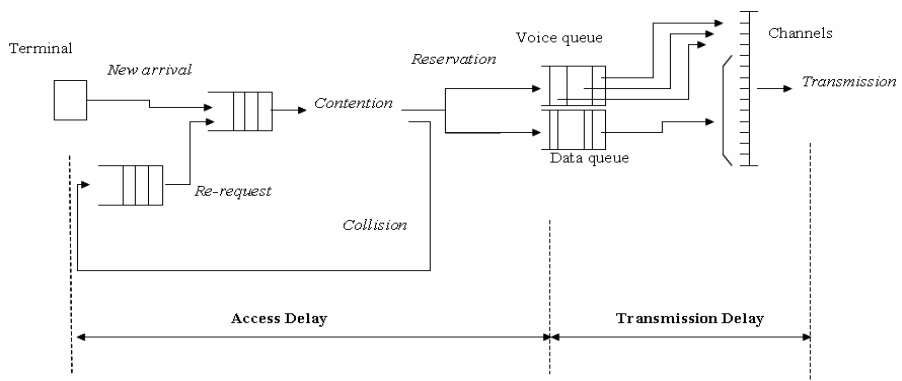 Terminal
New arrival
Contention
Reservation
Voice queue
Channels
Transmission
Data queue
Re-request
Collision
Access Delay
Transmission Delay